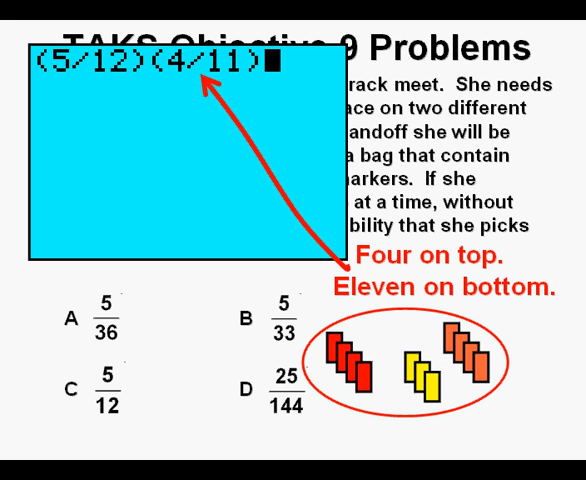 TAKS Objective 9 Problems
(5/12)(4/11)
rack meet. She needs
ace on two different
andoff she will be
a bag that contain
arkers. If she
at a time, without
bility that she picks
Four on top.
Eleven on bottom.
A 5/36 B 5/33
C 5/12 D 25/144